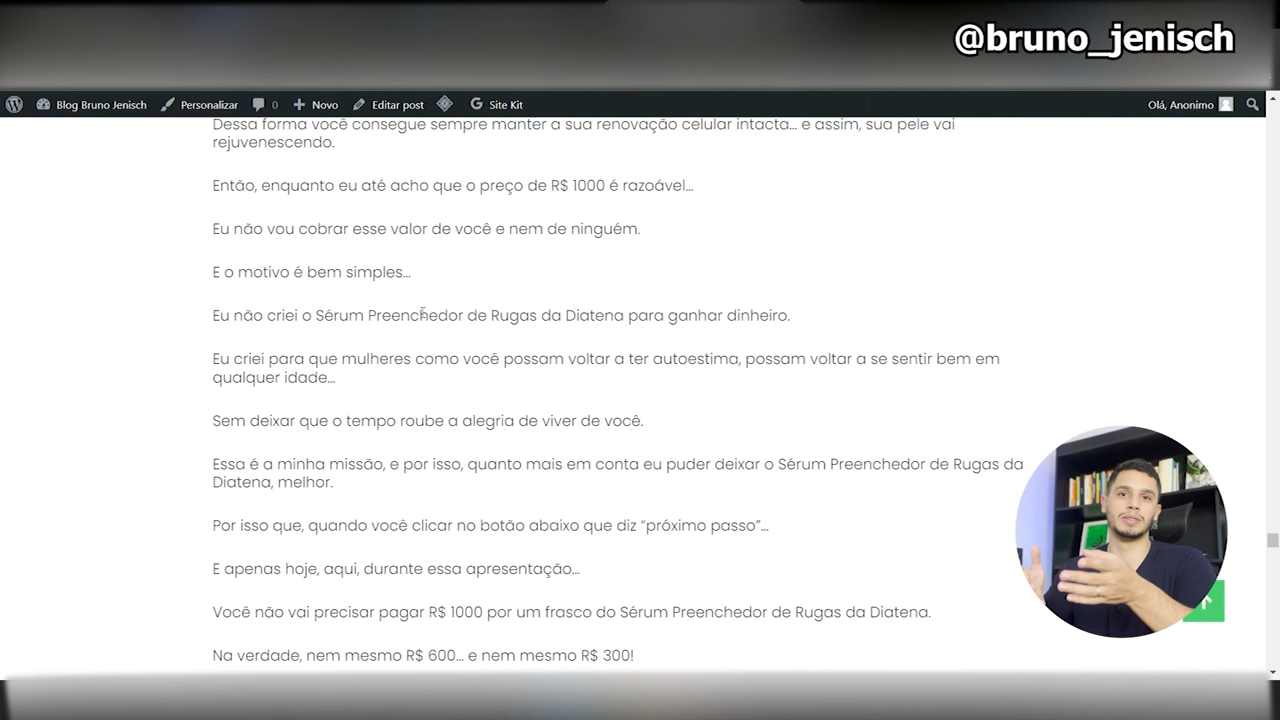 @bruno_jenisch
Blog Bruno Jenisch Personalizar 0 Novo Editar post Site Kit Olá, Anonimo
Dessa forma você consegue sempre manter a sua renovação celular intacta... e assim, sua pele vai
rejuvenescendo.
Então, enquanto eu até acho que o preço de R$ 1000 é razoável...
Eu não vou cobrar esse valor de você e nem de ninguém.
E o motivo é bem simples...
Eu não criei o Sérum Preenchedor de Rugas da Diatena para ganhar dinheiro.
Eu criei para que mulheres como você possam voltar a ter autoestima, possam voltar a se sentir bem em
qualquer idade...
Sem deixar que o tempo roube a alegria de viver de você.
Essa é a minha missão, e por isso, quanto mais em conta eu puder deixar o Sérum Preenchedor de Rugas da
Diatena, melhor.
Por isso que, quando você clicar no botão abaixo que diz “próximo passo”...
E apenas hoje, aqui, durante essa apresentação...
Você não vai precisar pagar R$ 1000 por um frasco do Sérum Preenchedor de Rugas da Diatena.
Na verdade, nem mesmo R$ 600... e nem mesmo R$ 300!